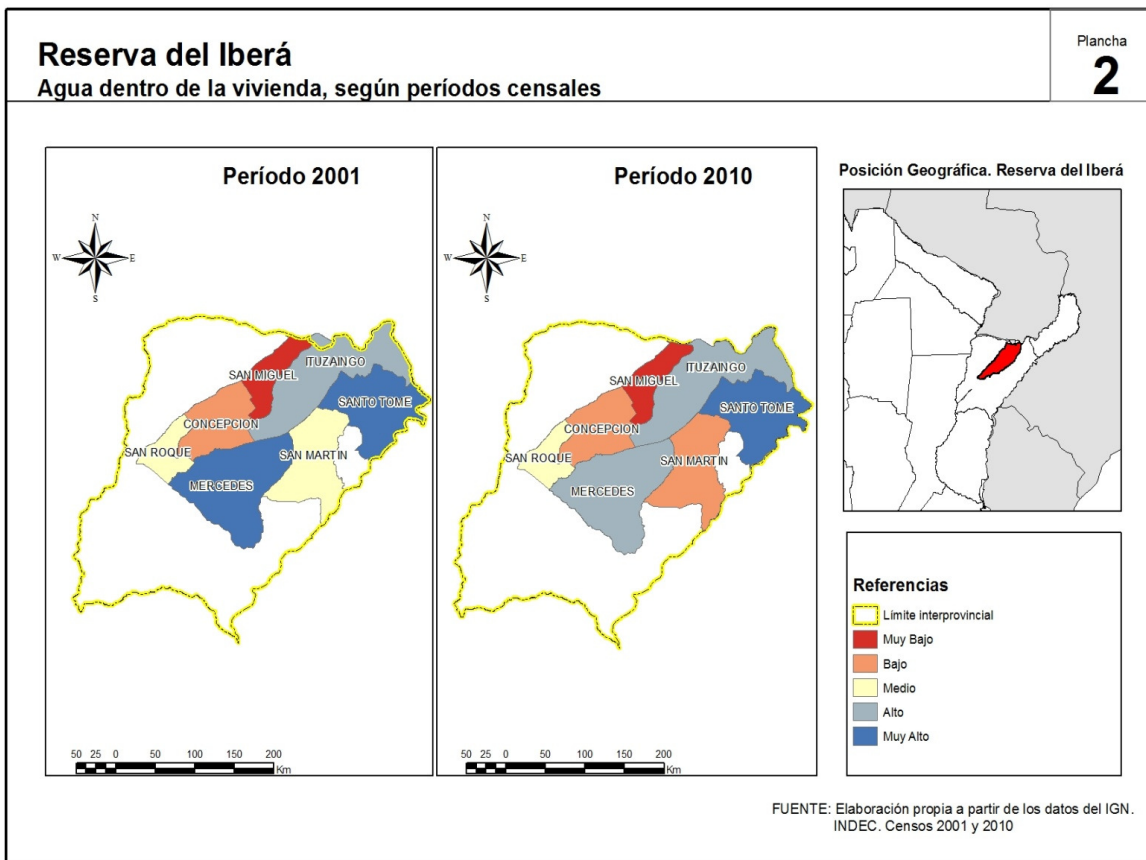 Reserva del Iberá
Agua dentro de la vivienda, según períodos censales
Plancha
2
Período 2001
N
W E
S
ITUZAINGO
SAN MIGUEL
SANTO TOME
CONCEPCION
SAN ROQUE
SAN MARTIN
MERCEDES
50 25 0 50 100 150 200
Km
Período 2010
N
W E
S
ITUZAINGO
SAN MIGUEL
SANTO TOME
CONCEPCION
SAN ROQUE
SAN MARTIN
MERCEDES
50 25 0 50 100 150 200
Km
Posición Geográfica. Reserva del Iberá
Referencias
Límite interprovincial
Muy Bajo
Bajo
Medio
Alto
Muy Alto
FUENTE: Elaboración propia a partir de los datos del IGN.
INDEC. Censos 2001 y 2010